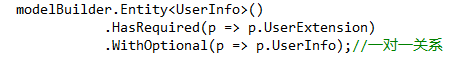 modelBuilder.Entity<UserInfo>()
.HasRequired(p => p.UserExtension)
.WithOptional(p => p.UserInfo);//一对一关系